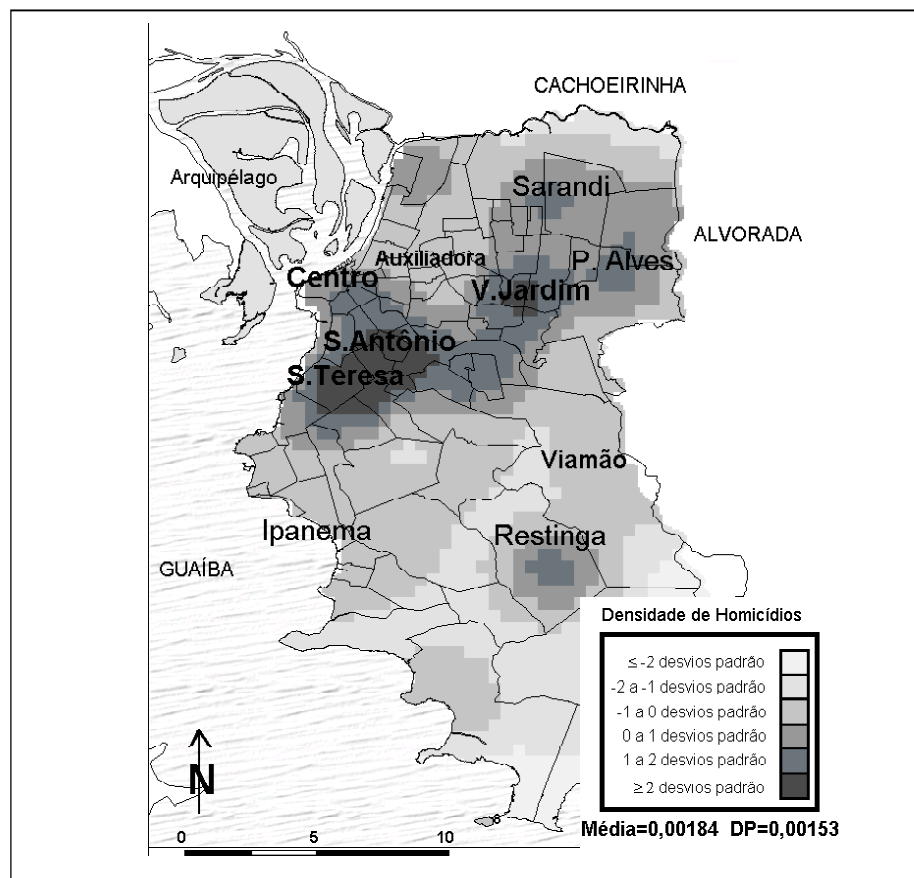 CACHOEIRINHA
Arquipélago
Sarandi
ALVORADA
Auxiliadora
P. Alves
Centro
V.Jardim
S.Antônio
S.Teresa
Viamão
Ipanema
Restinga
GUAÍBA
Densidade de Homicídios
≤ -2 desvios padrão
-2 a -1 desvios padrão
-1 a 0 desvios padrão
0 a 1 desvios padrão
1 a 2 desvios padrão
≥2 desvios padrão
Média=0,00184 DP=0,00153
N
0 5 10